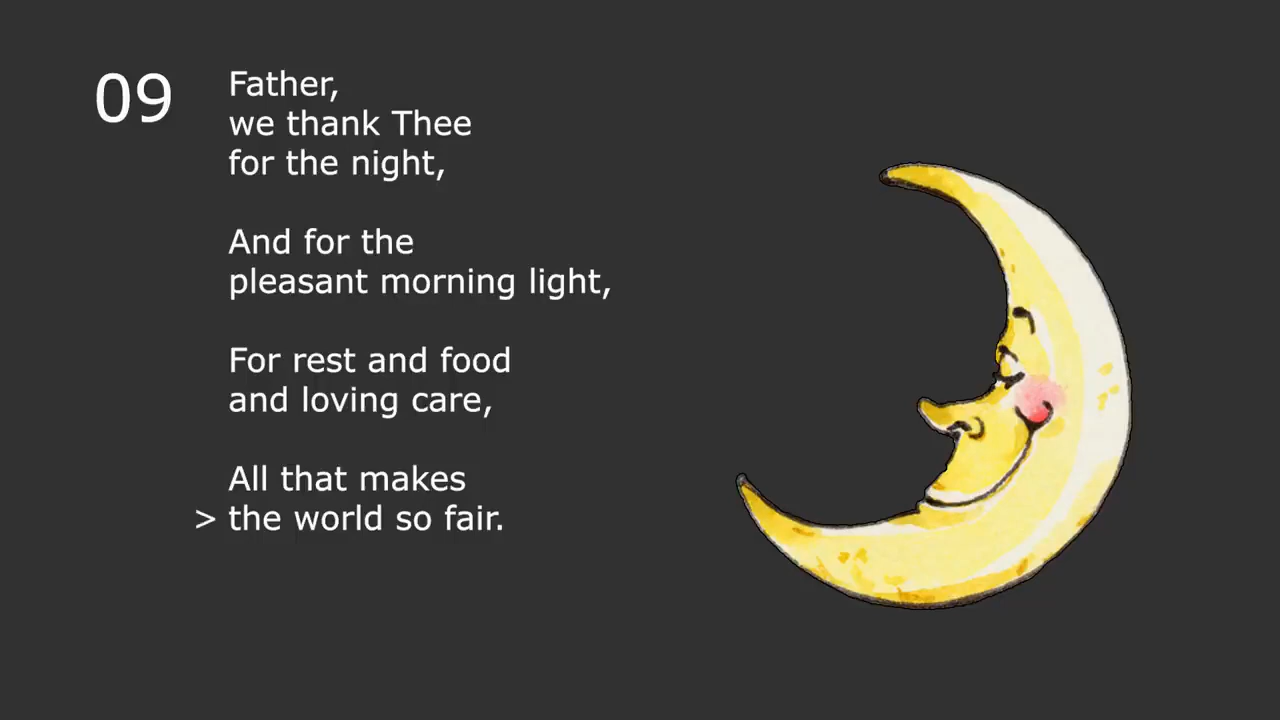 09
Father,
we thank Thee
for the night,
And for the
pleasant morning light,
For rest and food
and loving care,
All that makes
> the world so fair.